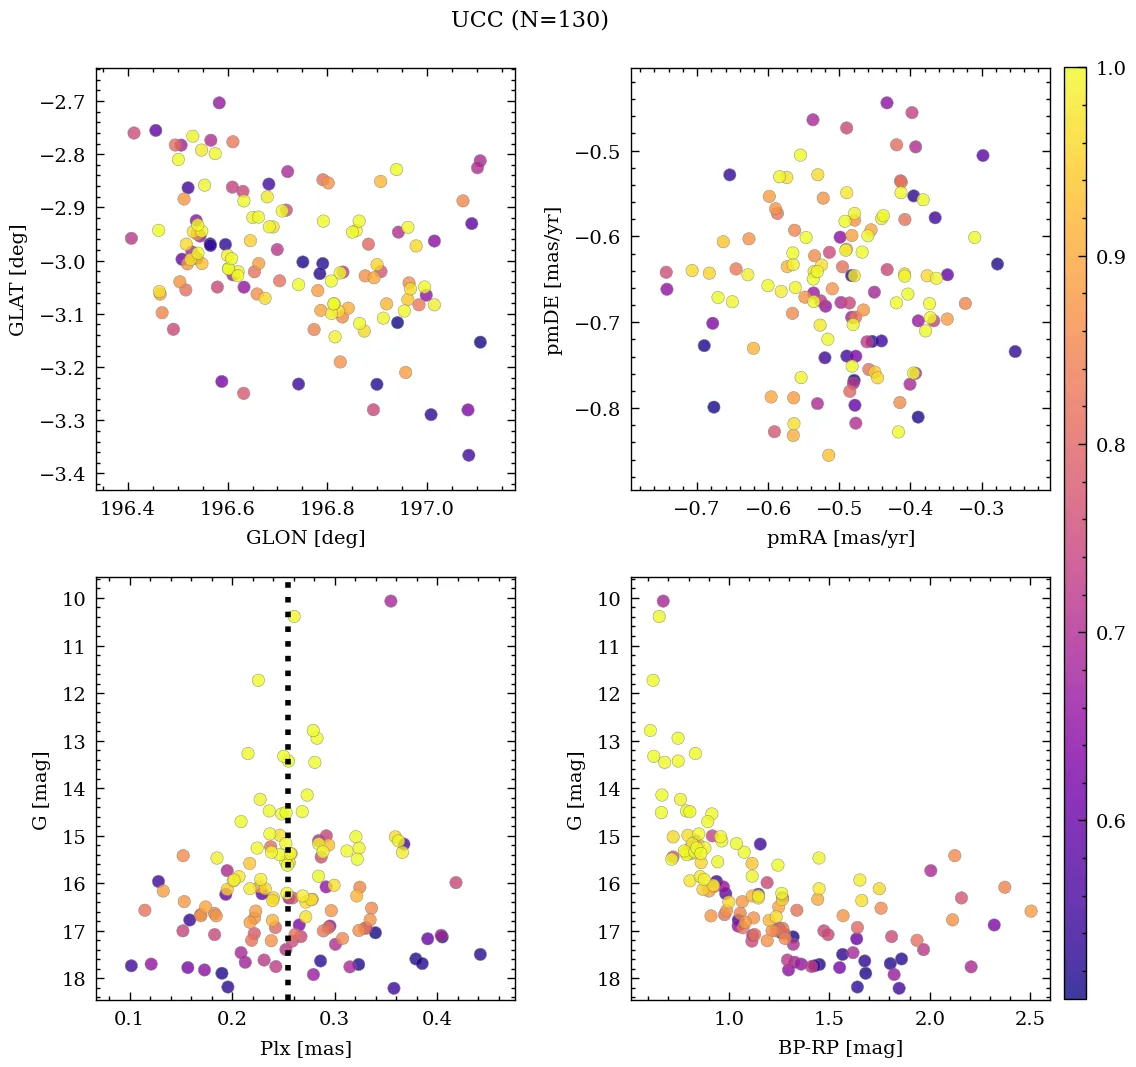 UCC (N=130)
−2.7
−2.8
−2.9
−3.0
−3.1
−3.2
−3.3
−3.4
GLAT [deg]
196.4 196.6 196.8 197.0
GLON [deg]
−0.5
−0.6
−0.7
−0.8
pmDE [mas/yr]
−0.7 −0.6 −0.5 −0.4 −0.3
pmRA [mas/yr]
10
11
12
13
14
15
16
17
18
G [mag]
0.1 0.2 0.3 0.4
Plx [mas]
10
11
12
13
14
15
16
17
18
G [mag]
1.0 1.5 2.0 2.5
BP-RP [mag]
1.0
0.9
0.8
0.7
0.6